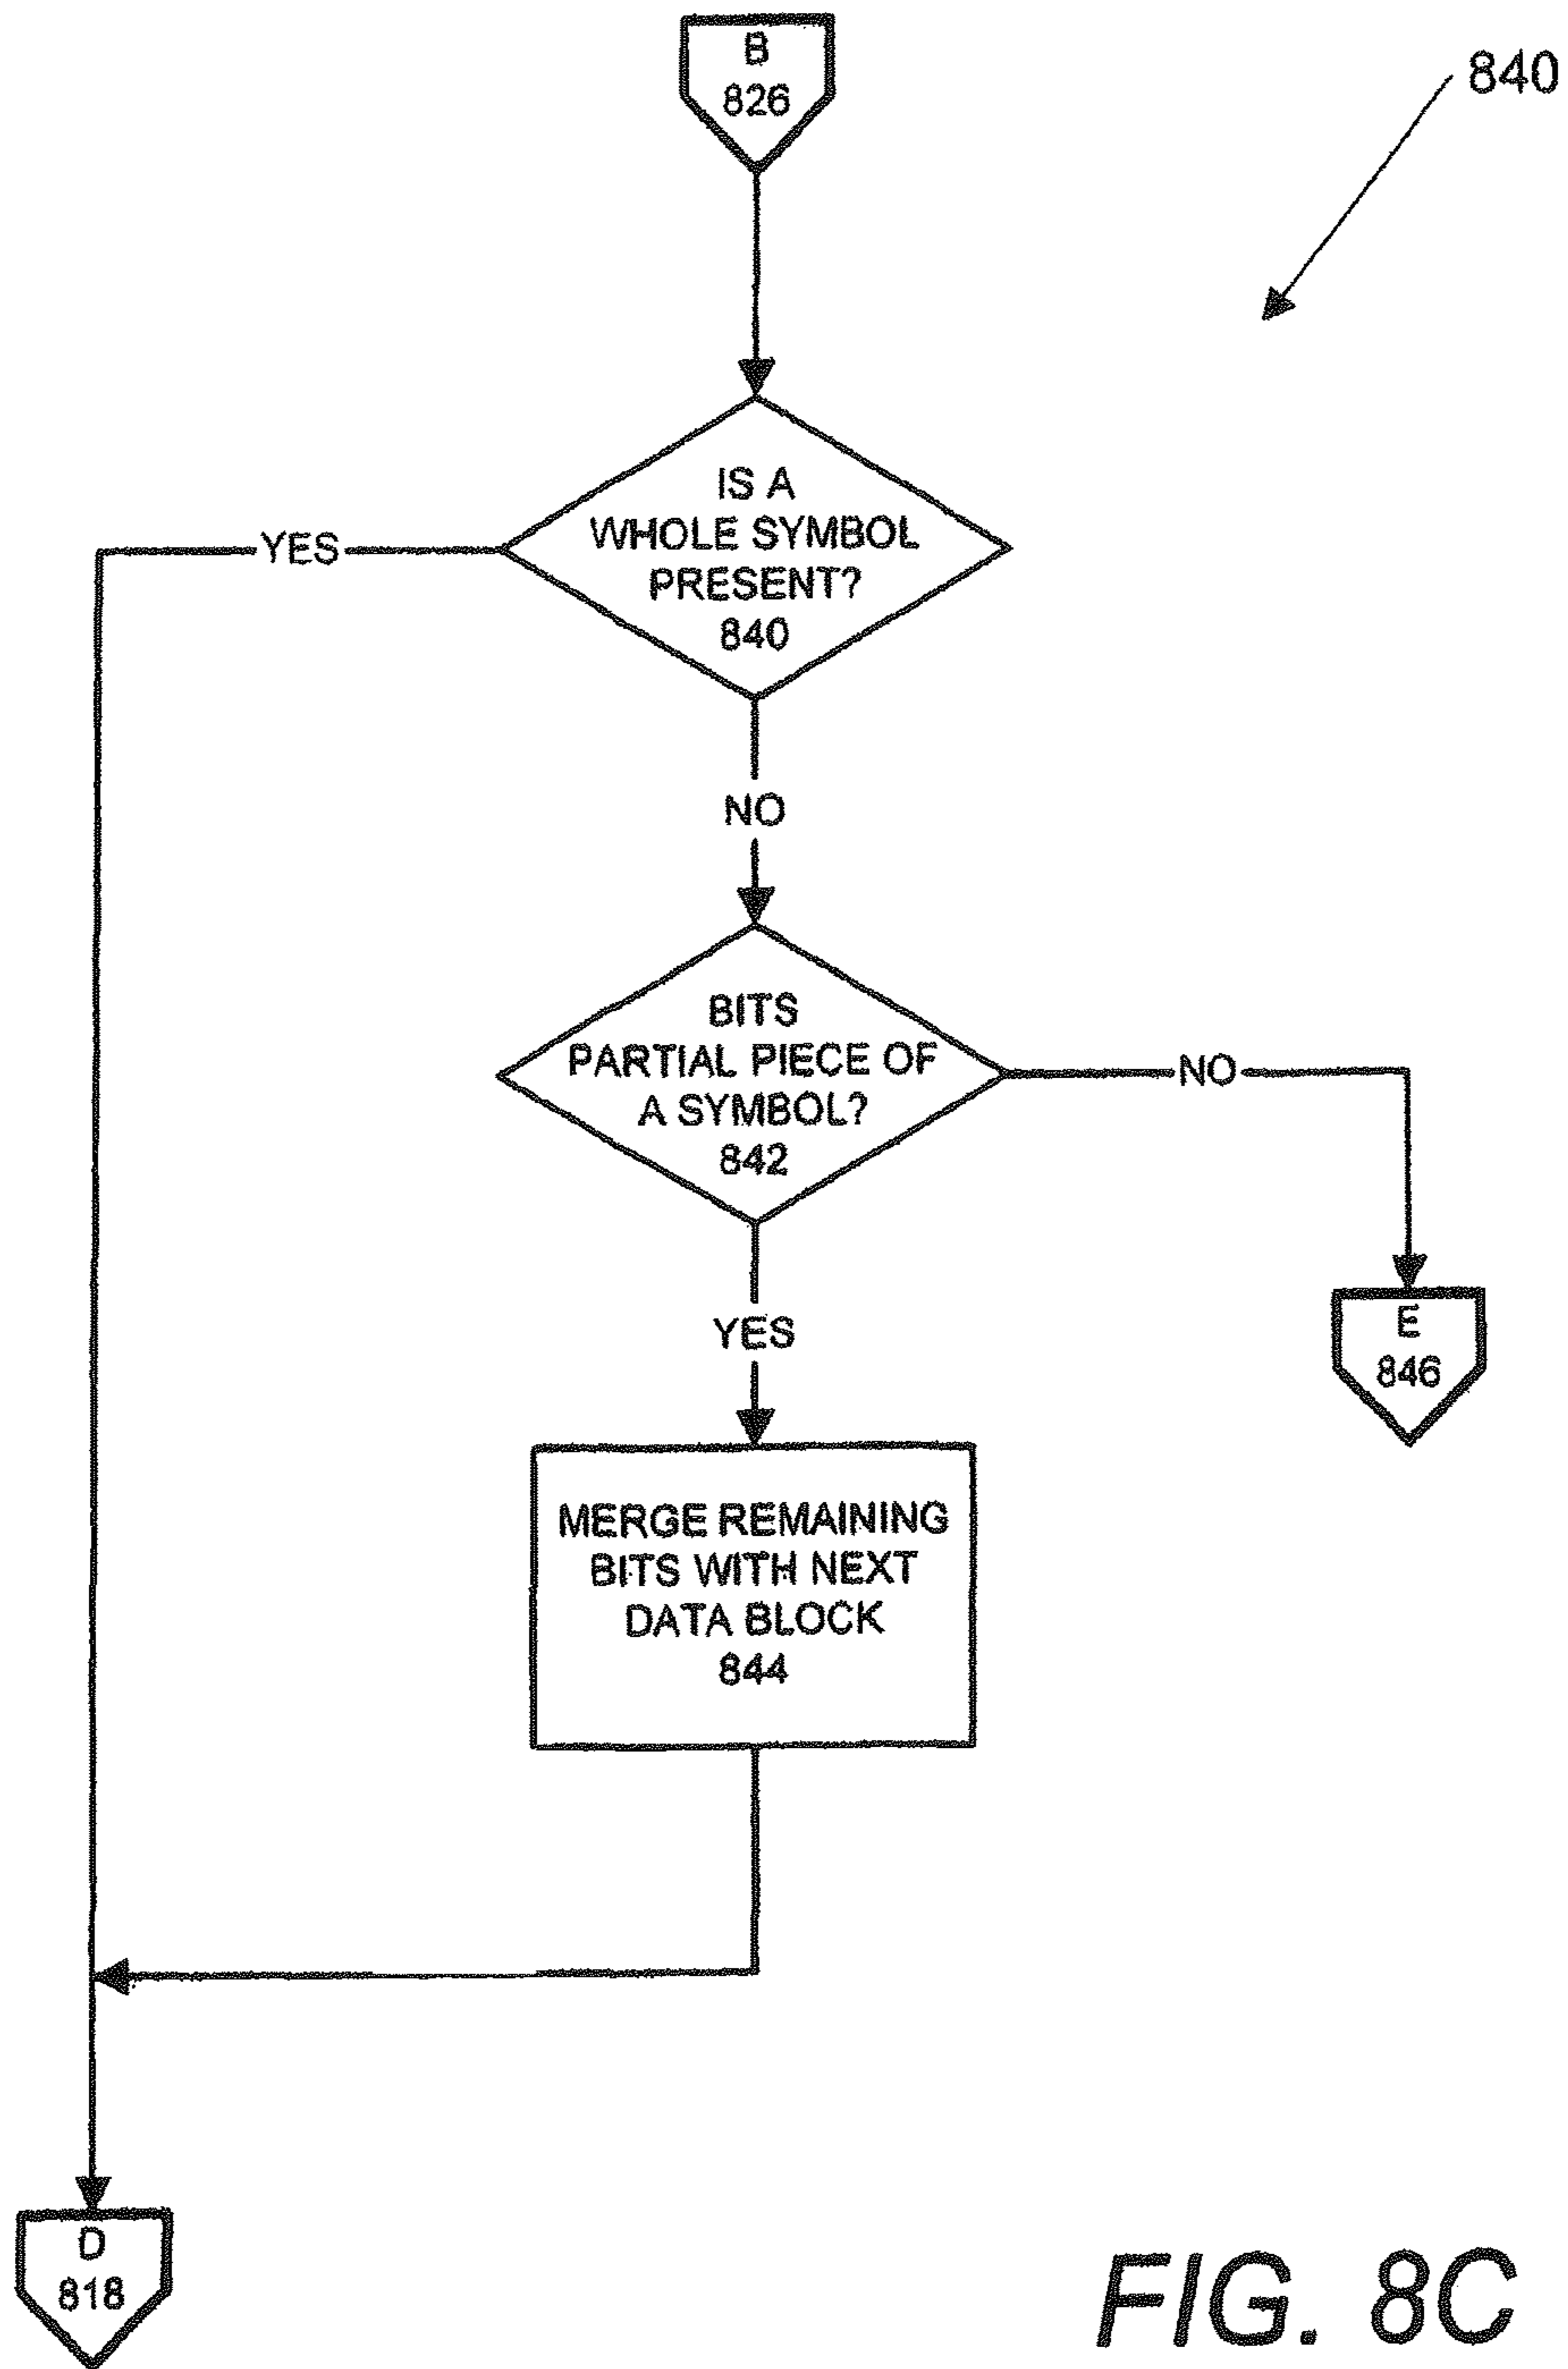 B
826
840
IS A
WHOLE SYMBOL
PRESENT?
840
YES
NO
BITS
PARTIAL PIECE OF
A SYMBOL?
842
NO
E
846
YES
MERGE REMAINING
BITS WITH NEXT
DATA BLOCK
844
D
818
FIG. 8C